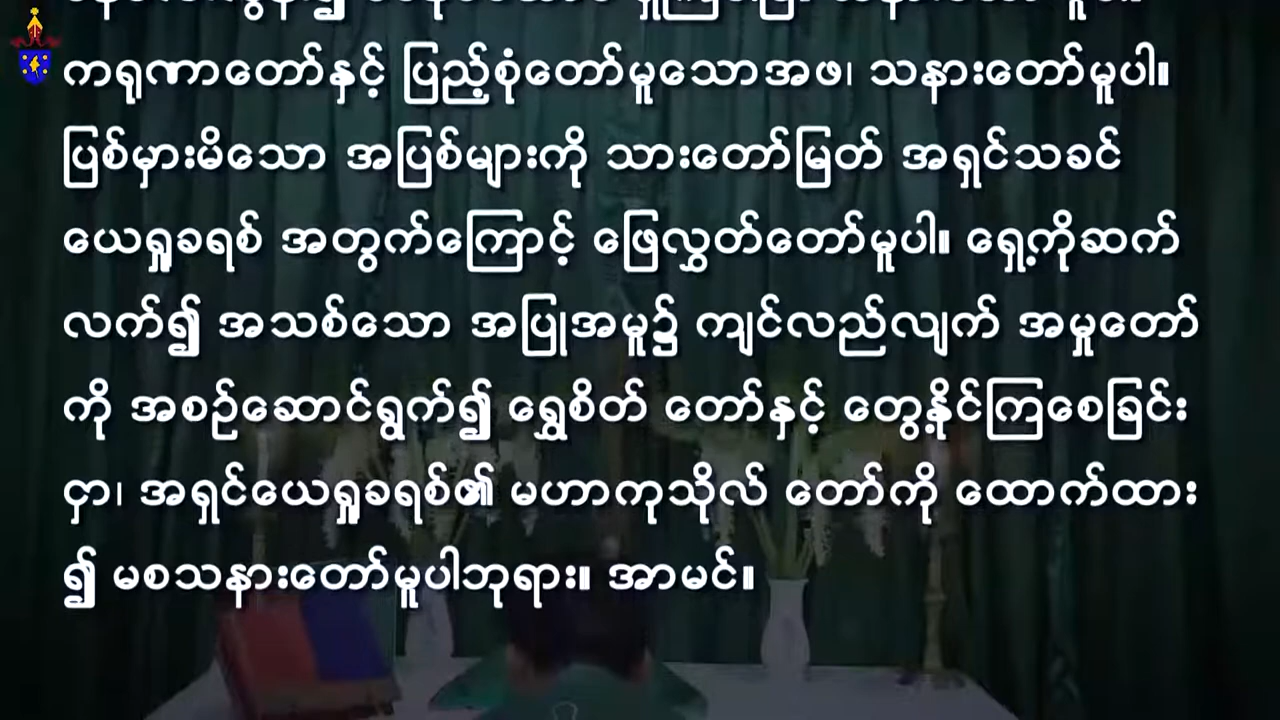 ကရုဏာတော်နှင့် ပြည့်စုံတော်မူသောအဖ၊ သနားတော်မူပါ။
ပြစ်မှားမိသော အပြစ်များကို သားတော်မြတ် အရှင်သခင်
ယေရှုခရစ် အတွက်ကြောင့် ဖြေလွှတ်တော်မူပါ။ ရှေ့ကိုဆက်
လက်၍ အသစ်သော အပြုအမူ၌ ကျင်လည်လျက် အမှုတော်
ကို အစဉ်ဆောင်ရွက်၍ ရွှေစိတ် တော်နှင့် တွေ့နိုင်ကြစေခြင်း
ငှာ၊ အရှင်ယေရှုခရစ်၏ မဟာကုသိုလ် တော်ကို ထောက်ထား
၍ မစသနားတော်မူပါဘုရား။ အာမင်။